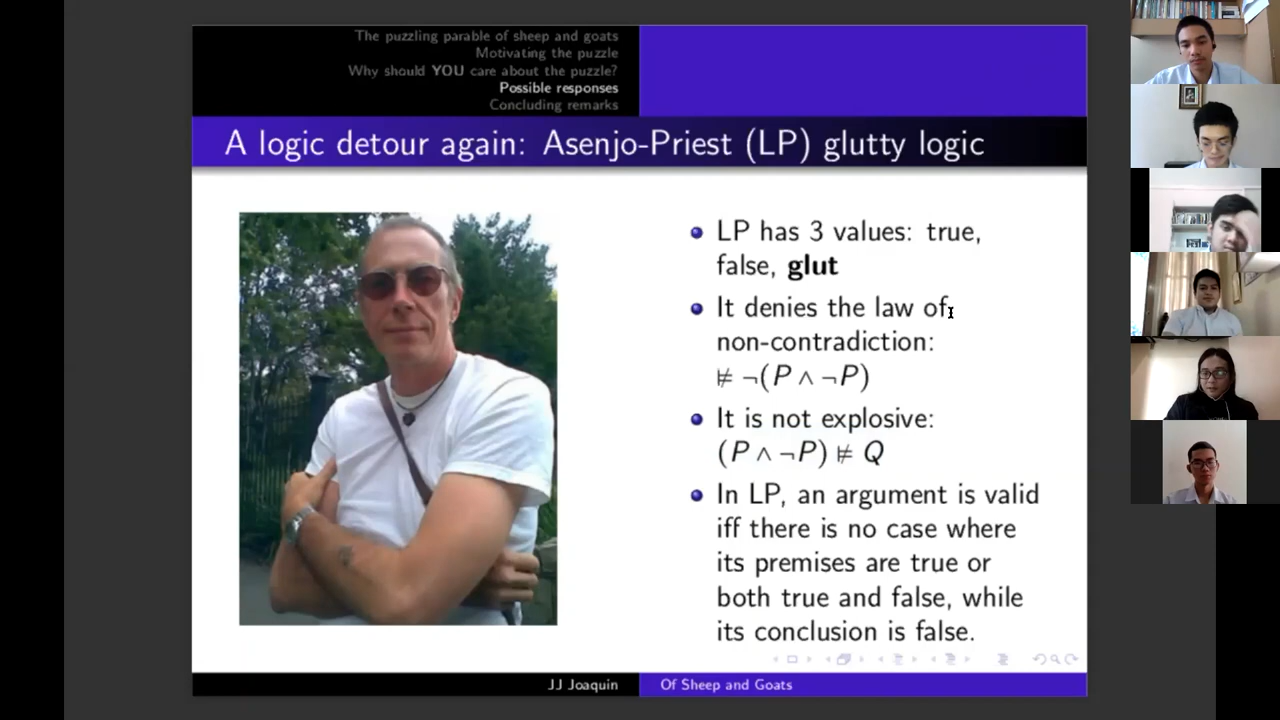 The puzzling parable of sheep and goats
Motivating the puzzle
Why should YOU care about the puzzle?
Possible responses
Concluding remarks
A logic detour again: Asenjo-Priest (LP) glutty logic
LP has 3 values: true,
false, glut
It denies the law of
non-contradiction:
⊭ ¬(P ∧ ¬P)
It is not explosive:
(P ∧ ¬P) ⊭ Q
In LP, an argument is valid
iff there is no case where
its premises are true or
both true and false, while
its conclusion is false.
JJ Joaquin
Of Sheep and Goats